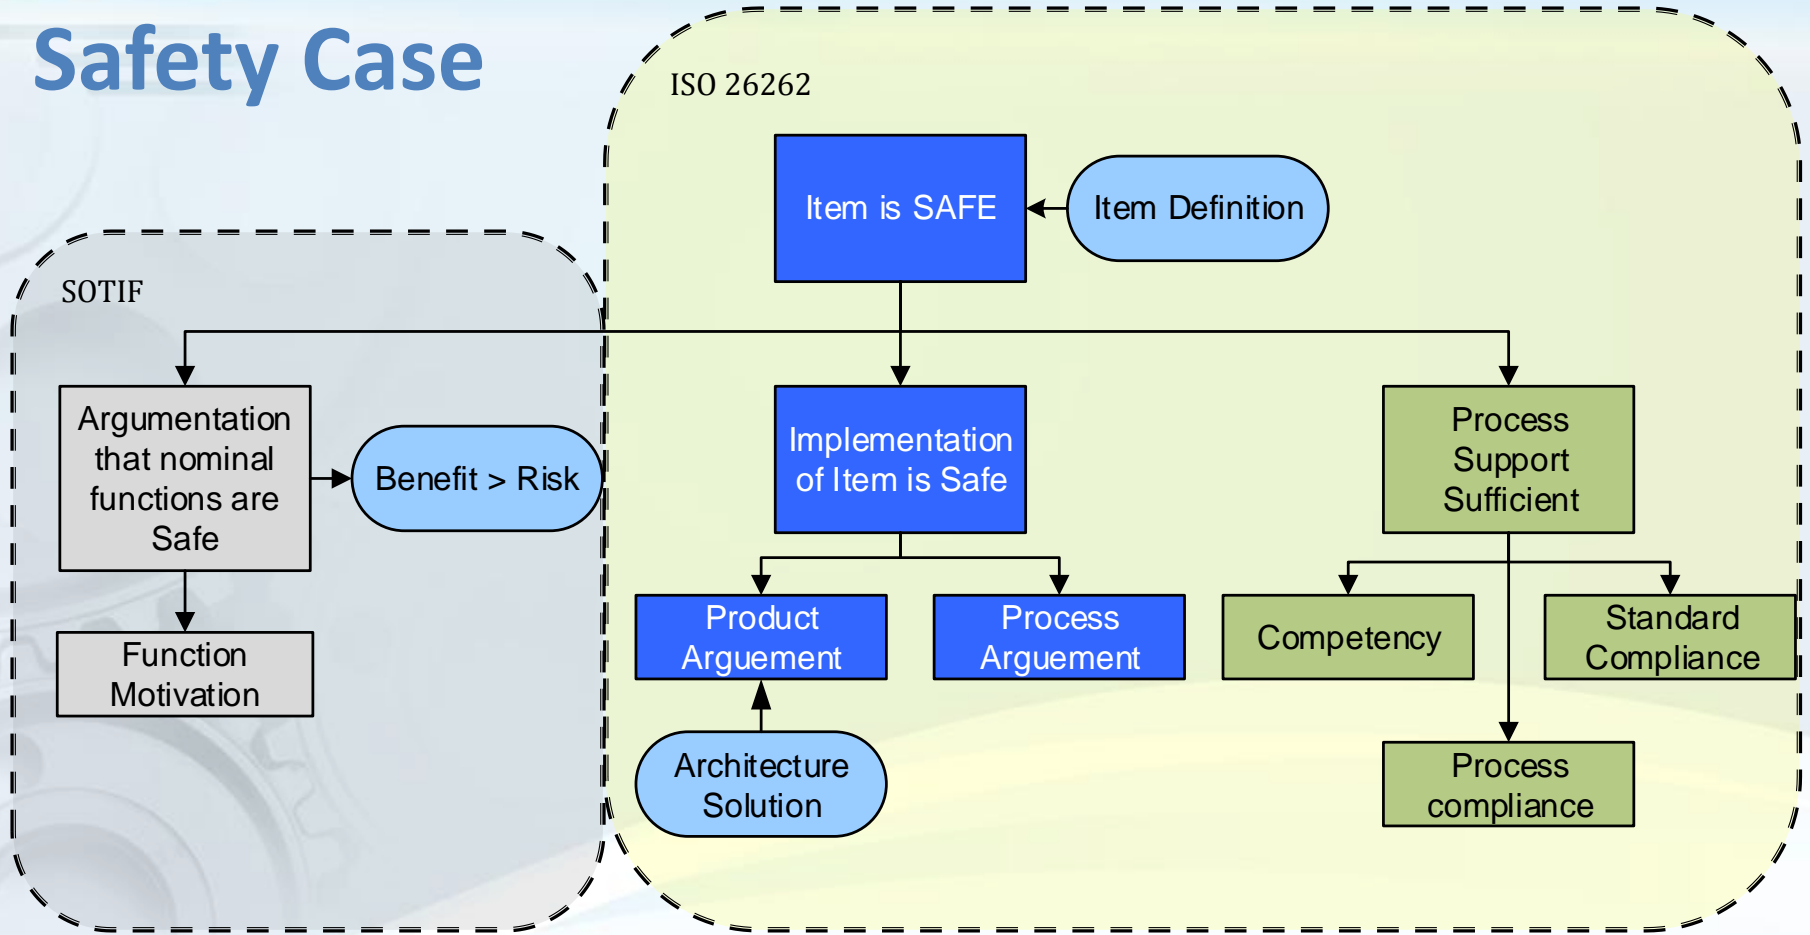 Safety Case
ISO 26262
Item is SAFE
Item Definition
SOTIF
Argumentation
that nominal
functions are
Safe
Benefit > Risk
Implementation
of Item is Safe
Process
Support
Sufficient
Function
Motivation
Product
Arguement
Process
Arguement
Competency
Standard
Compliance
Architecture
Solution
Process
compliance